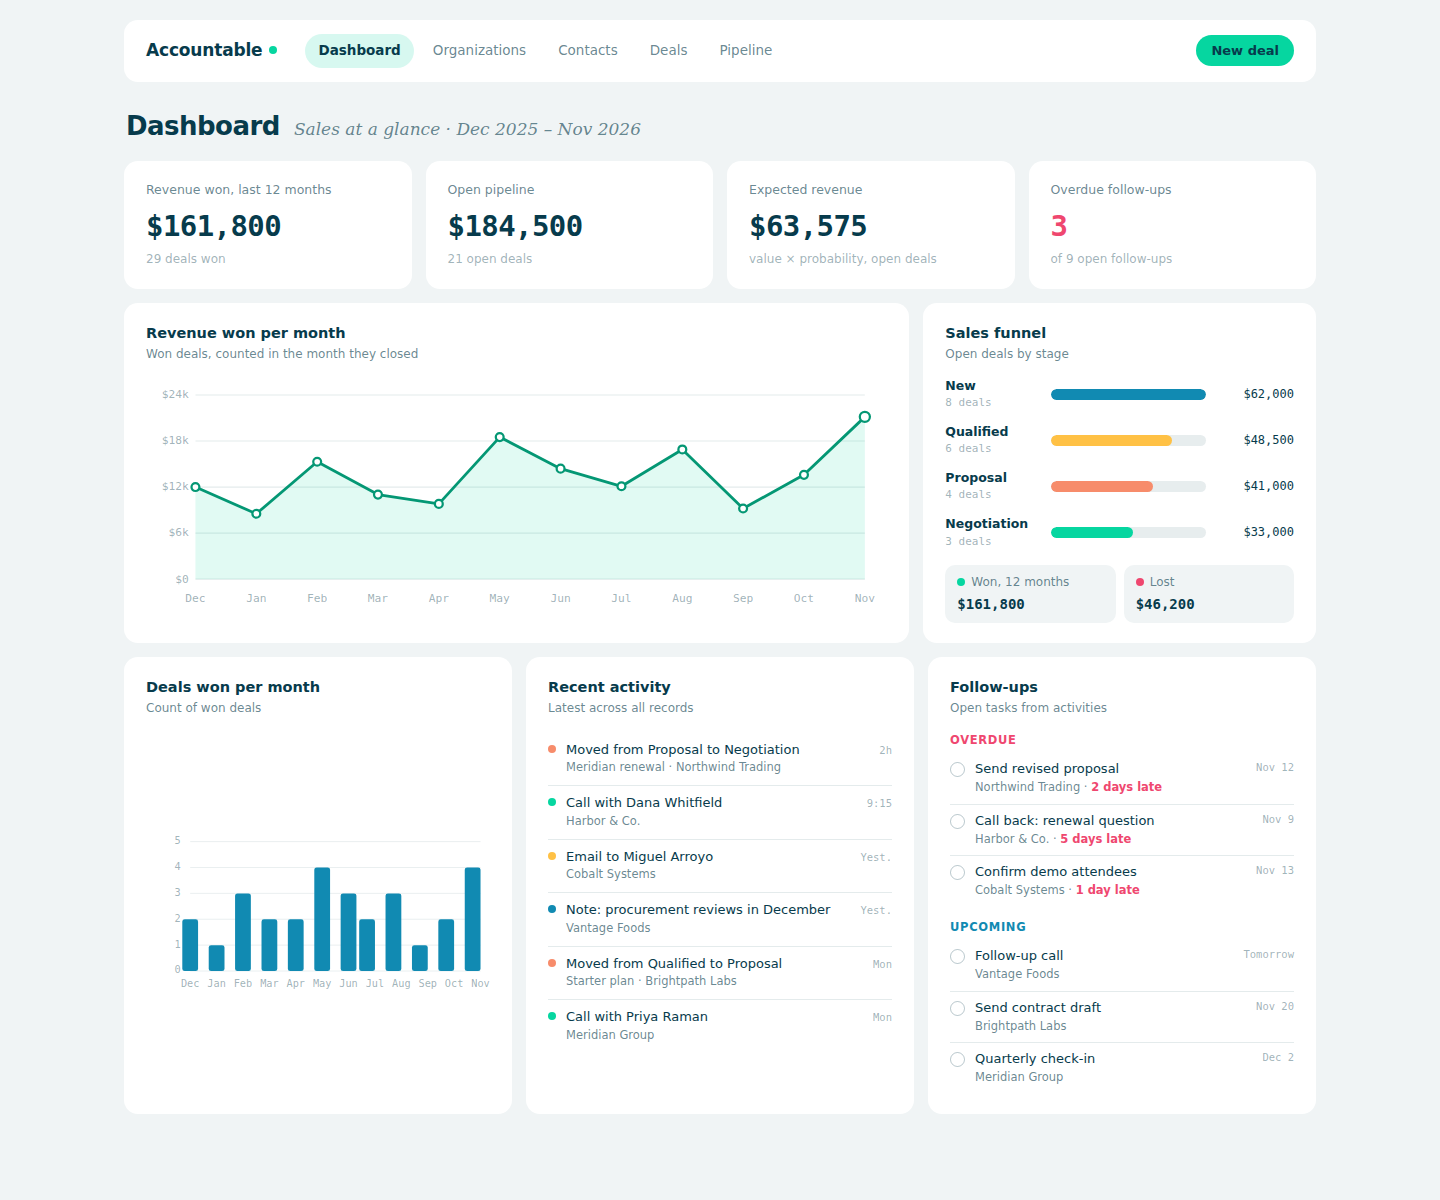 Accountable
Dashboard
Organizations
Contacts
Deals
Pipeline
New deal
Dashboard
Sales at a glance · Dec 2025 – Nov 2026
Revenue won, last 12 months
$161,800
29 deals won
Open pipeline
$184,500
21 open deals
Expected revenue
$63,575
value × probability, open deals
Overdue follow-ups
3
of 9 open follow-ups
Revenue won per month
Won deals, counted in the month they closed
$24k
$18k
$12k
$6k
$0
Dec Jan Feb Mar Apr May Jun Jul Aug Sep Oct Nov
Sales funnel
Open deals by stage
New
8 deals
$62,000
Qualified
6 deals
$48,500
Proposal
4 deals
$41,000
Negotiation
3 deals
$33,000
Won, 12 months
$161,800
Lost
$46,200
Deals won per month
Count of won deals
5
4
3
2
1
0
Dec Jan Feb Mar Apr May Jun Jul Aug Sep Oct Nov
Recent activity
Latest across all records
Moved from Proposal to Negotiation 2h
Meridian renewal · Northwind Trading
Call with Dana Whitfield 9:15
Harbor & Co.
Email to Miguel Arroyo Yest.
Cobalt Systems
Note: procurement reviews in December Yest.
Vantage Foods
Moved from Qualified to Proposal Mon
Starter plan · Brightpath Labs
Call with Priya Raman Mon
Meridian Group
Follow-ups
Open tasks from activities
OVERDUE
Send revised proposal Nov 12
Northwind Trading · 2 days late
Call back: renewal question Nov 9
Harbor & Co. · 5 days late
Confirm demo attendees Nov 13
Cobalt Systems · 1 day late
UPCOMING
Follow-up call Tomorrow
Vantage Foods
Send contract draft Nov 20
Brightpath Labs
Quarterly check-in Dec 2
Meridian Group